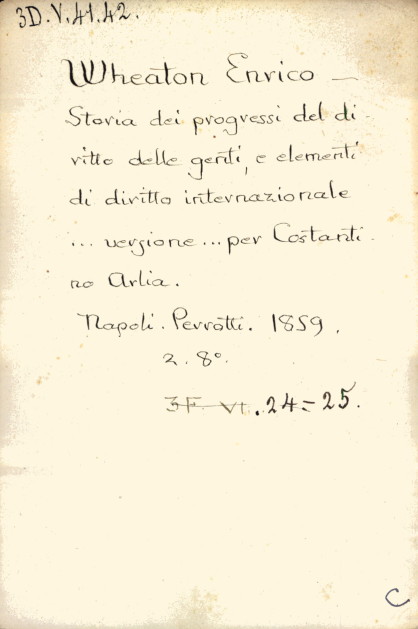 3D.V.41.42.
Wheaton Enrico —
Storia dei progressi del di-
ritto delle genti, e elementi
di diritto internazionale
... versione ... per Costanti-
no Arlia.
Napoli. Perrotti. 1859.
2. 8º.
3F. VI. 24=25.
C